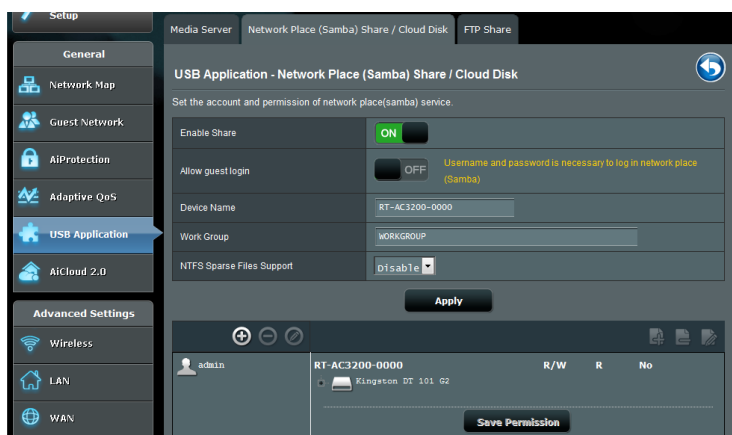 Setup
General
Network Map
Guest Network
AiProtection
Adaptive QoS
USB Application
AiCloud 2.0
Advanced Settings
Wireless
LAN
WAN
Media Server
Network Place (Samba) Share / Cloud Disk
FTP Share
USB Application - Network Place (Samba) Share / Cloud Disk
Set the account and permission of network place(samba) service.
Enable Share
ON
Allow guest login
OFF
Username and password is necessary to log in network place
(Samba)
Device Name
RT-AC3200-0000
Work Group
WORKGROUP
NTFS Sparse Files Support
Disable
Apply
admin
RT-AC3200-0000 R/W R No
Kingston DT 101 G2
Save Permission